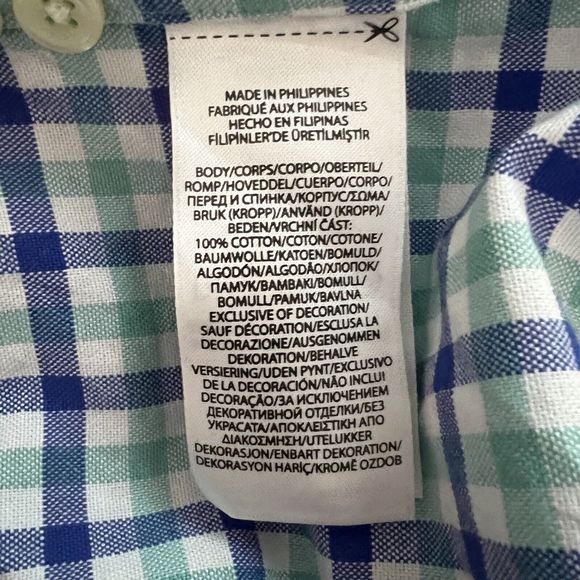 MADE IN PHILIPPINES
FABRIQUÉ AUX PHILIPPINES
HECHO EN FILIPINAS
FİLİPİNLER'DE ÜRETİLMİŞTİR
BODY/CORPS/CORPO/OBERTEIL/
ROMP/HOVEDDEL/CUERPO/CORPO/
ПЕРЕД И СПИНКА/КОРПУС/ΣΩΜΑ/
BRUK (KROPP)/ANVÄND (KROPP)/
BEDEN/VRCHNÍ ČÁST:
100% COTTON/COTON/COTONE/
BAUMWOLLE/KATOEN/BOMULD/
ALGODÓN/ALGODÃO/ХЛОПОК/
ПАМУК/ΒΑΜΒΑΚΙ/BOMULL/
BOMULL/PAMUK/BAVLNA
EXCLUSIVE OF DECORATION/
SAUF DÉCORATION/ESCLUSA LA
DECORAZIONE/AUSGENOMMEN
DEKORATION/BEHALVE
VERSIERING/UDEN PYNT/EXCLUSIVO
DE LA DECORACIÓN/NÃO INCLUI
DECORAÇÃO/ЗА ИСКЛЮЧЕНИЕМ
ДЕКОРАТИВНОЙ ОТДЕЛКИ/БЕЗ
УКРАСАТА/ΑΠΟΚΛΕΙΣΤΙΚΗ ΑΠΟ
ΔΙΑΚΟΣΜΗΣΗ/UTELUKKER
DEKORASJON/ENBART DEKORATION/
DEKORASYON HARİÇ/KROMĚ OZDOB